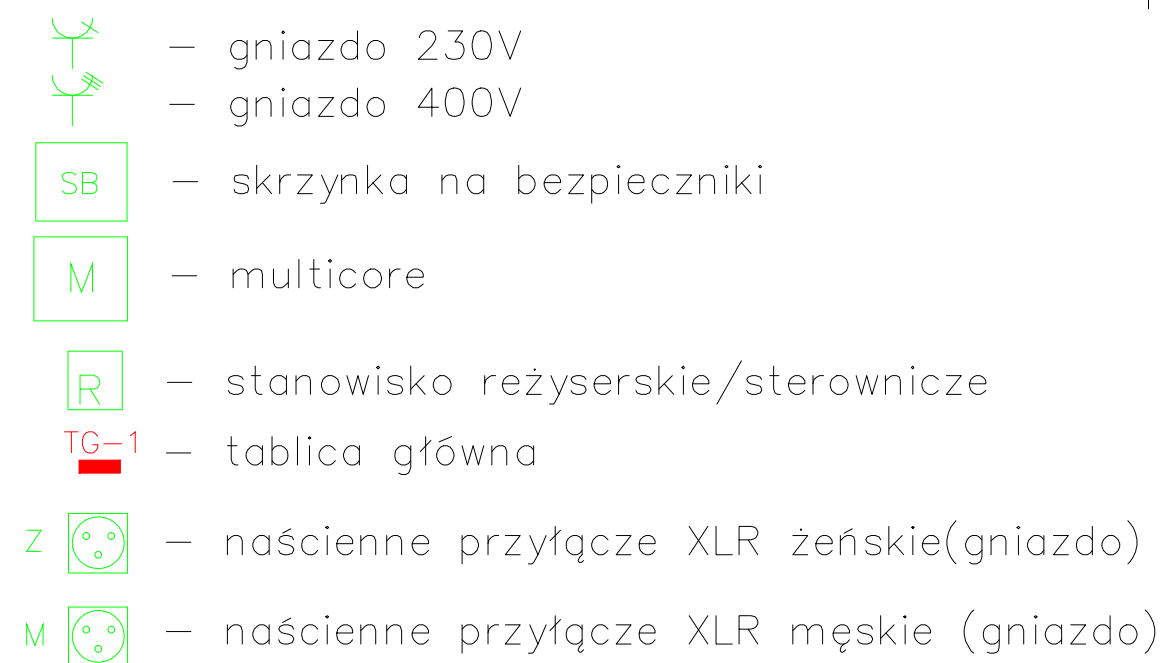 – gniazdo 230V
– gniazdo 400V
SB – skrzynka na bezpieczniki
M – multicore
R – stanowisko reżyserskie/sterownicze
TG–1 – tablica główna
Z – naścienne przyłącze XLR żeńskie(gniazdo)
M – naścienne przyłącze XLR męskie (gniazdo)